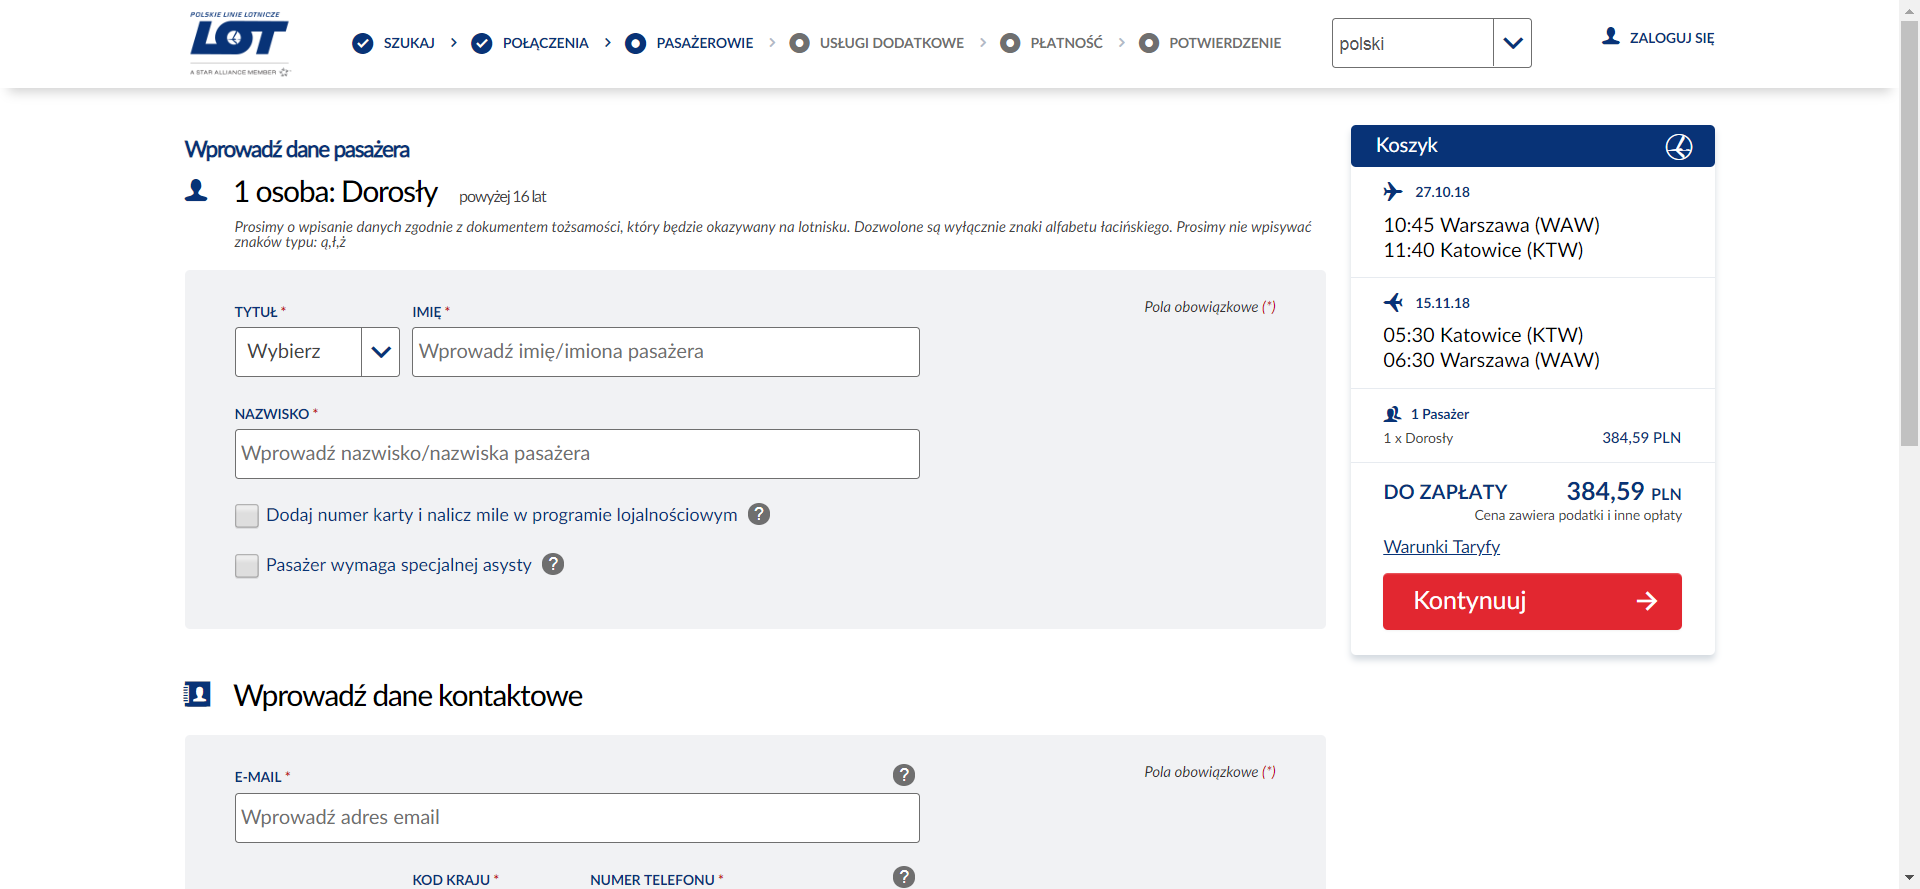 POLSKIE LINIE LOTNICZE
LOT
A STAR ALLIANCE MEMBER
SZUKAJ
POŁĄCZENIA
PASAŻEROWIE
USŁUGI DODATKOWE
PŁATNOŚĆ
POTWIERDZENIE
polski
ZALOGUJ SIĘ
Wprowadź dane pasażera
1 osoba: Dorosły powyżej 16 lat
Prosimy o wpisanie danych zgodnie z dokumentem tożsamości, który będzie okazywany na lotnisku. Dozwolone są wyłącznie znaki alfabetu łacińskiego. Prosimy nie wpisywać
znaków typu: ą,ł,ż
Pola obowiązkowe (*)
TYTUŁ *
IMIĘ *
Wybierz
Wprowadź imię/imiona pasażera
NAZWISKO *
Wprowadź nazwisko/nazwiska pasażera
Dodaj numer karty i nalicz mile w programie lojalnościowym ?
Pasażer wymaga specjalnej asysty ?
Wprowadź dane kontaktowe
E-MAIL * ?
Pola obowiązkowe (*)
Wprowadź adres email
KOD KRAJU *
NUMER TELEFONU * ?
Koszyk
27.10.18
10:45 Warszawa (WAW)
11:40 Katowice (KTW)
15.11.18
05:30 Katowice (KTW)
06:30 Warszawa (WAW)
1 Pasażer
1 x Dorosły 384,59 PLN
DO ZAPŁATY 384,59 PLN
Cena zawiera podatki i inne opłaty
Warunki Taryfy
Kontynuuj